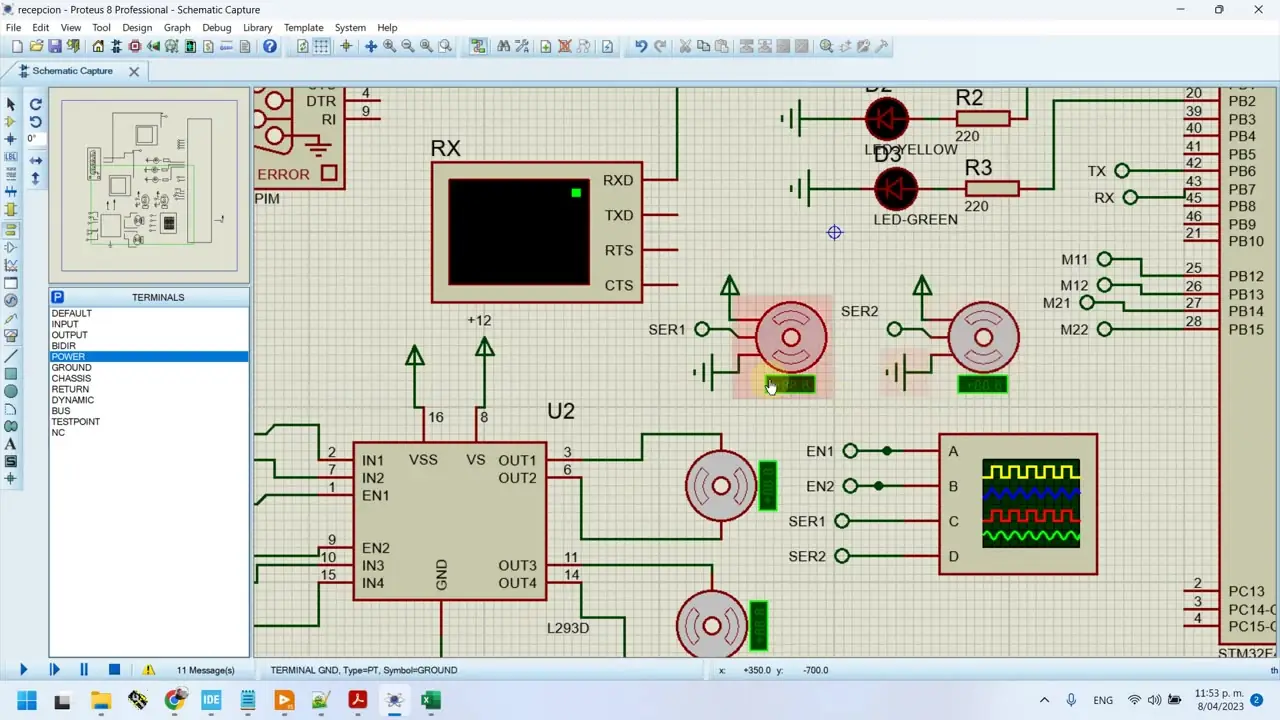 recepcion - Proteus 8 Professional - Schematic Capture
File Edit View Tool Design Graph Debug Library Template System Help
Schematic Capture
0°
TERMINALS
DEFAULT
INPUT
OUTPUT
BIDIR
POWER
GROUND
CHASSIS
RETURN
DYNAMIC
BUS
TESTPOINT
NC
DTR 4
RI 9
ERROR
PIM
RX
RXD
TXD
RTS
CTS
R2
220
LED-YELLOW
D3
R3
220
LED-GREEN
20 PB2
39 PB3
40 PB4
41 PB5
42 PB6
43 PB7
45 PB8
46 PB9
21 PB10
25 PB12
26 PB13
27 PB14
28 PB15
TX
RX
M11
M12
M21
M22
SER1
SER2
+12
16
8
U2
VSS VS
2 IN1
7 IN2
1 EN1
9 EN2
10 IN3
15 IN4
GND
OUT1 3
OUT2 6
OUT3 11
OUT4 14
L293D
EN1 A
EN2 B
SER1 C
SER2 D
2 PC13
3
4
11 Message(s)
TERMINAL GND, Type=PT, Symbol=GROUND
x: +350.0 y: -700.0
th
IDE
ENG
11:53 p. m.
8/04/2023
2